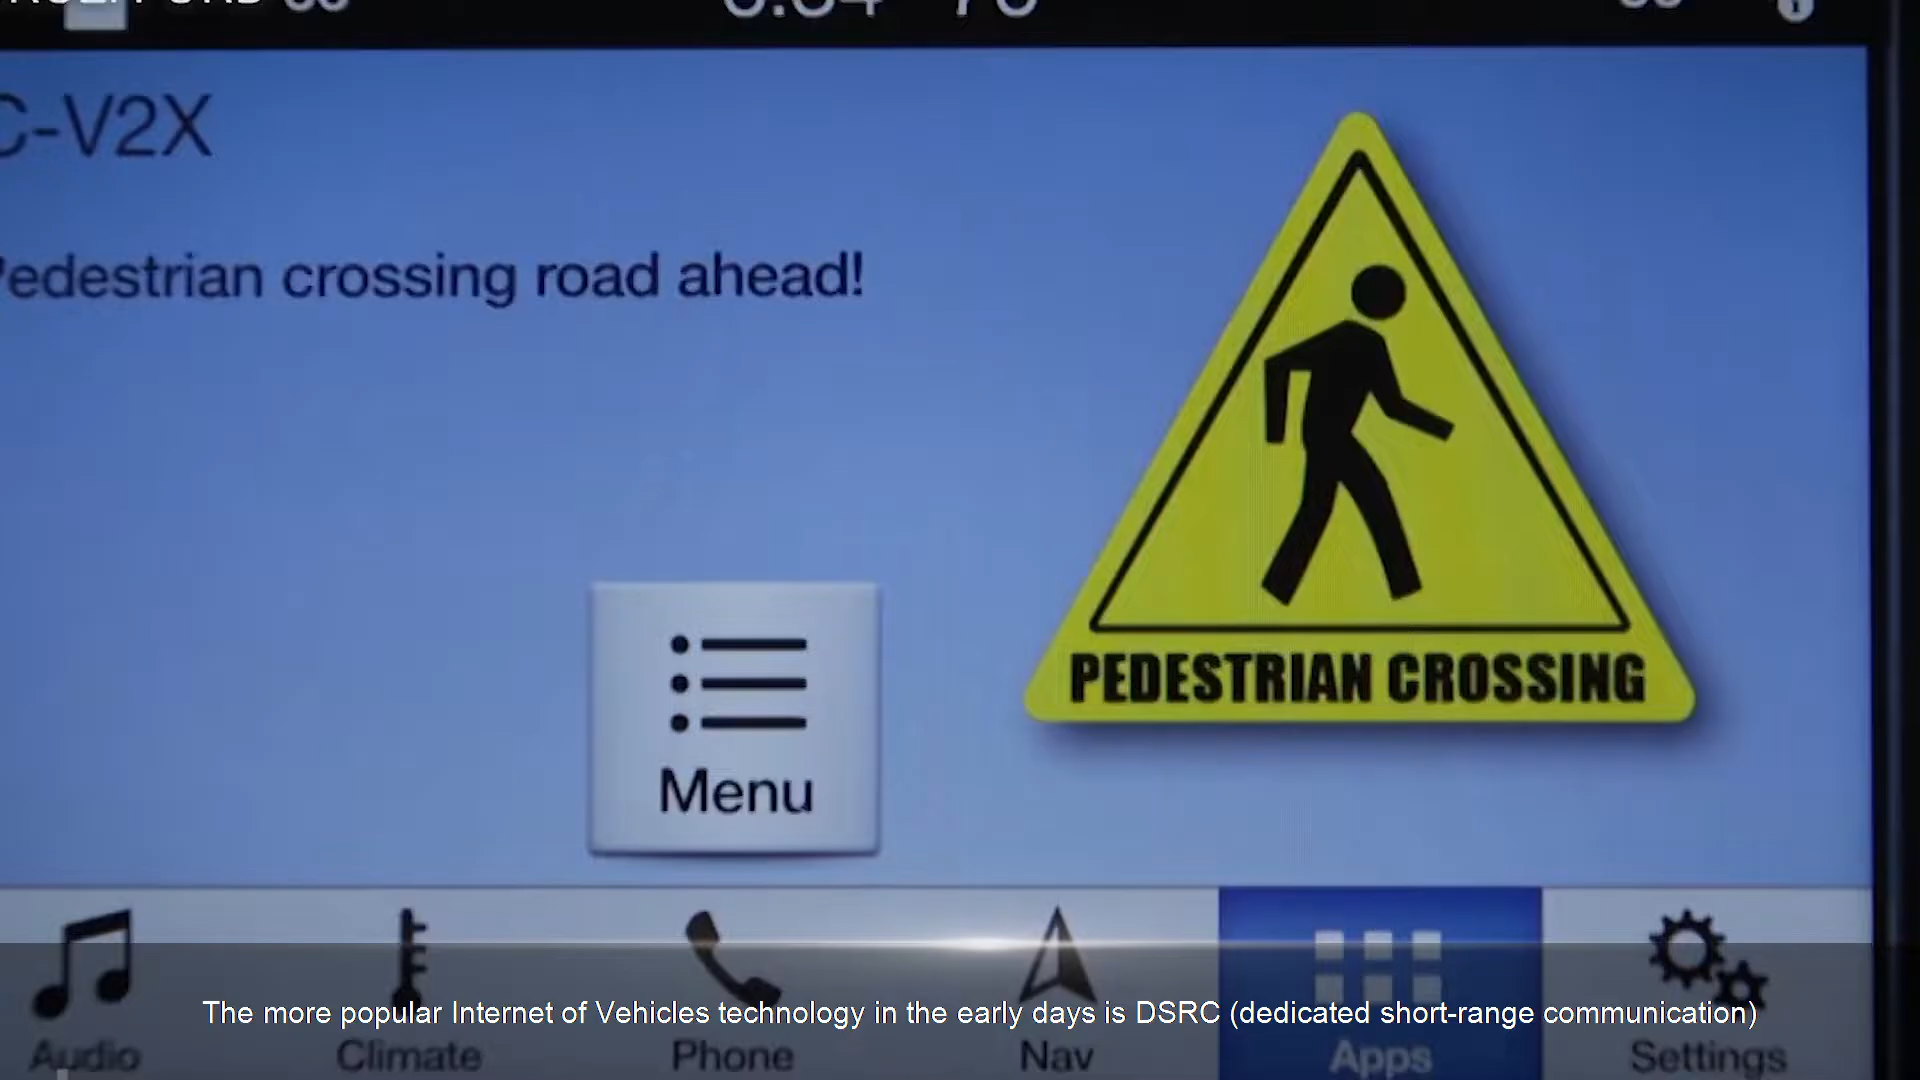 C-V2X
Pedestrian crossing road ahead!
PEDESTRIAN CROSSING
Menu
The more popular Internet of Vehicles technology in the early days is DSRC (dedicated short-range communication)
Audio
Climate
Phone
Nav
Apps
Settings